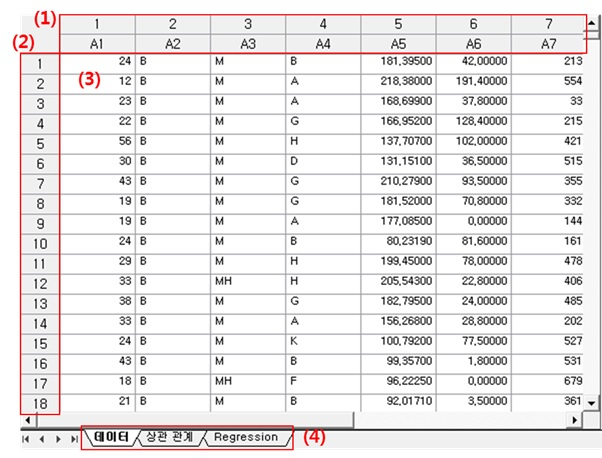 (1) 1 2 3 4 5 6 7
(2) A1 A2 A3 A4 A5 A6 A7
1 24 B M B 181,39500 42,00000 213
2 (3) 12 B M A 218,38000 191,40000 554
3 23 B M A 168,69900 37,80000 33
4 22 B M G 166,95200 128,40000 215
5 56 B M H 137,70700 102,00000 421
6 30 B M D 131,15100 36,50000 515
7 43 B M G 210,27900 93,50000 355
8 19 B M G 181,52000 70,80000 332
9 19 B M A 177,08500 0,00000 144
10 24 B M B 80,23190 81,60000 161
11 29 B M H 199,45000 78,00000 478
12 33 B MH H 205,54300 22,80000 406
13 38 B M G 182,79500 24,00000 485
14 33 B M A 156,26800 28,80000 202
15 24 B M K 100,79200 77,50000 527
16 43 B M B 99,35700 1,80000 531
17 18 B MH F 96,22250 0,00000 679
18 21 B M B 92,01710 3,50000 361
데이터 상관 관계 Regression (4)